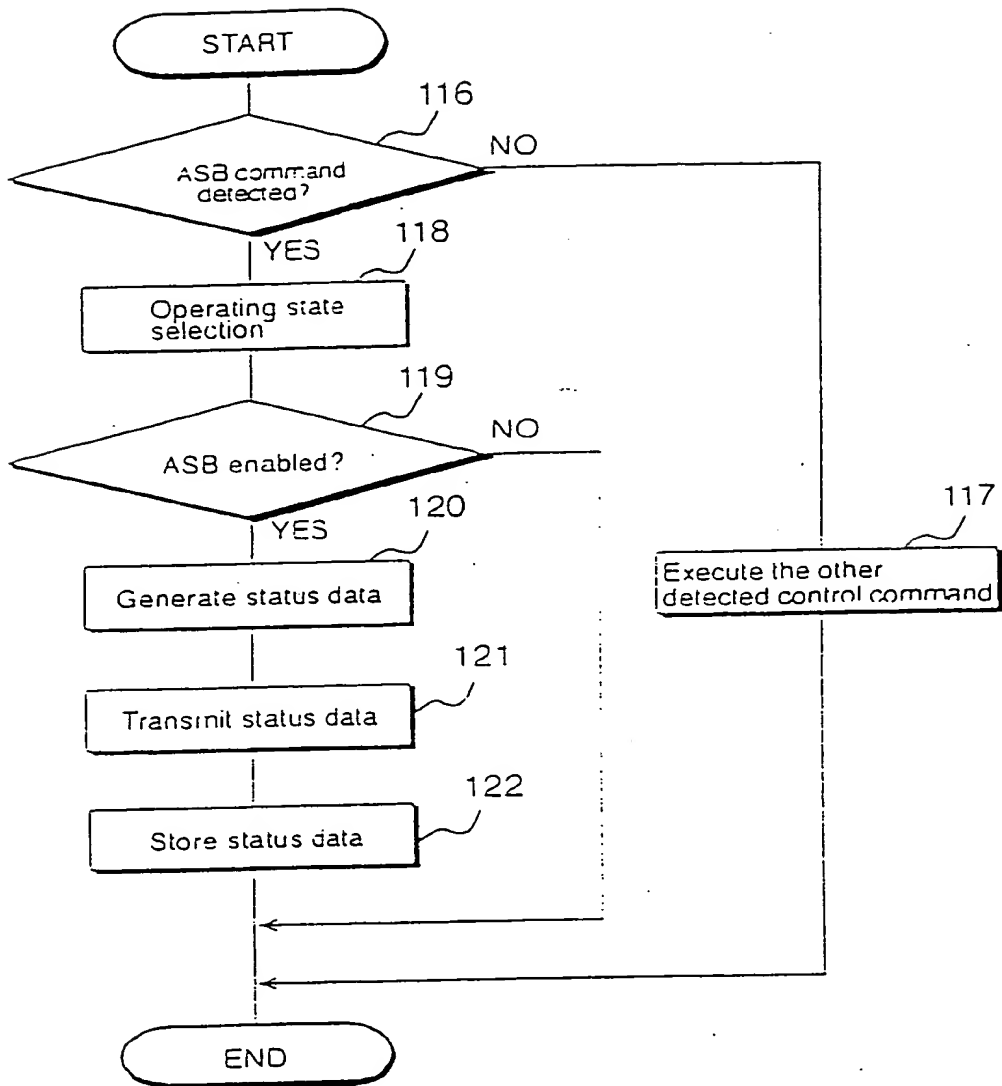 START
116
NO
ASB command
detected?
YES
118
Operating state
selection
119
NO
ASB enabled?
YES
120
117
Generate status data
Execute the other
detected control command
121
Transmit status data
122
Store status data
END